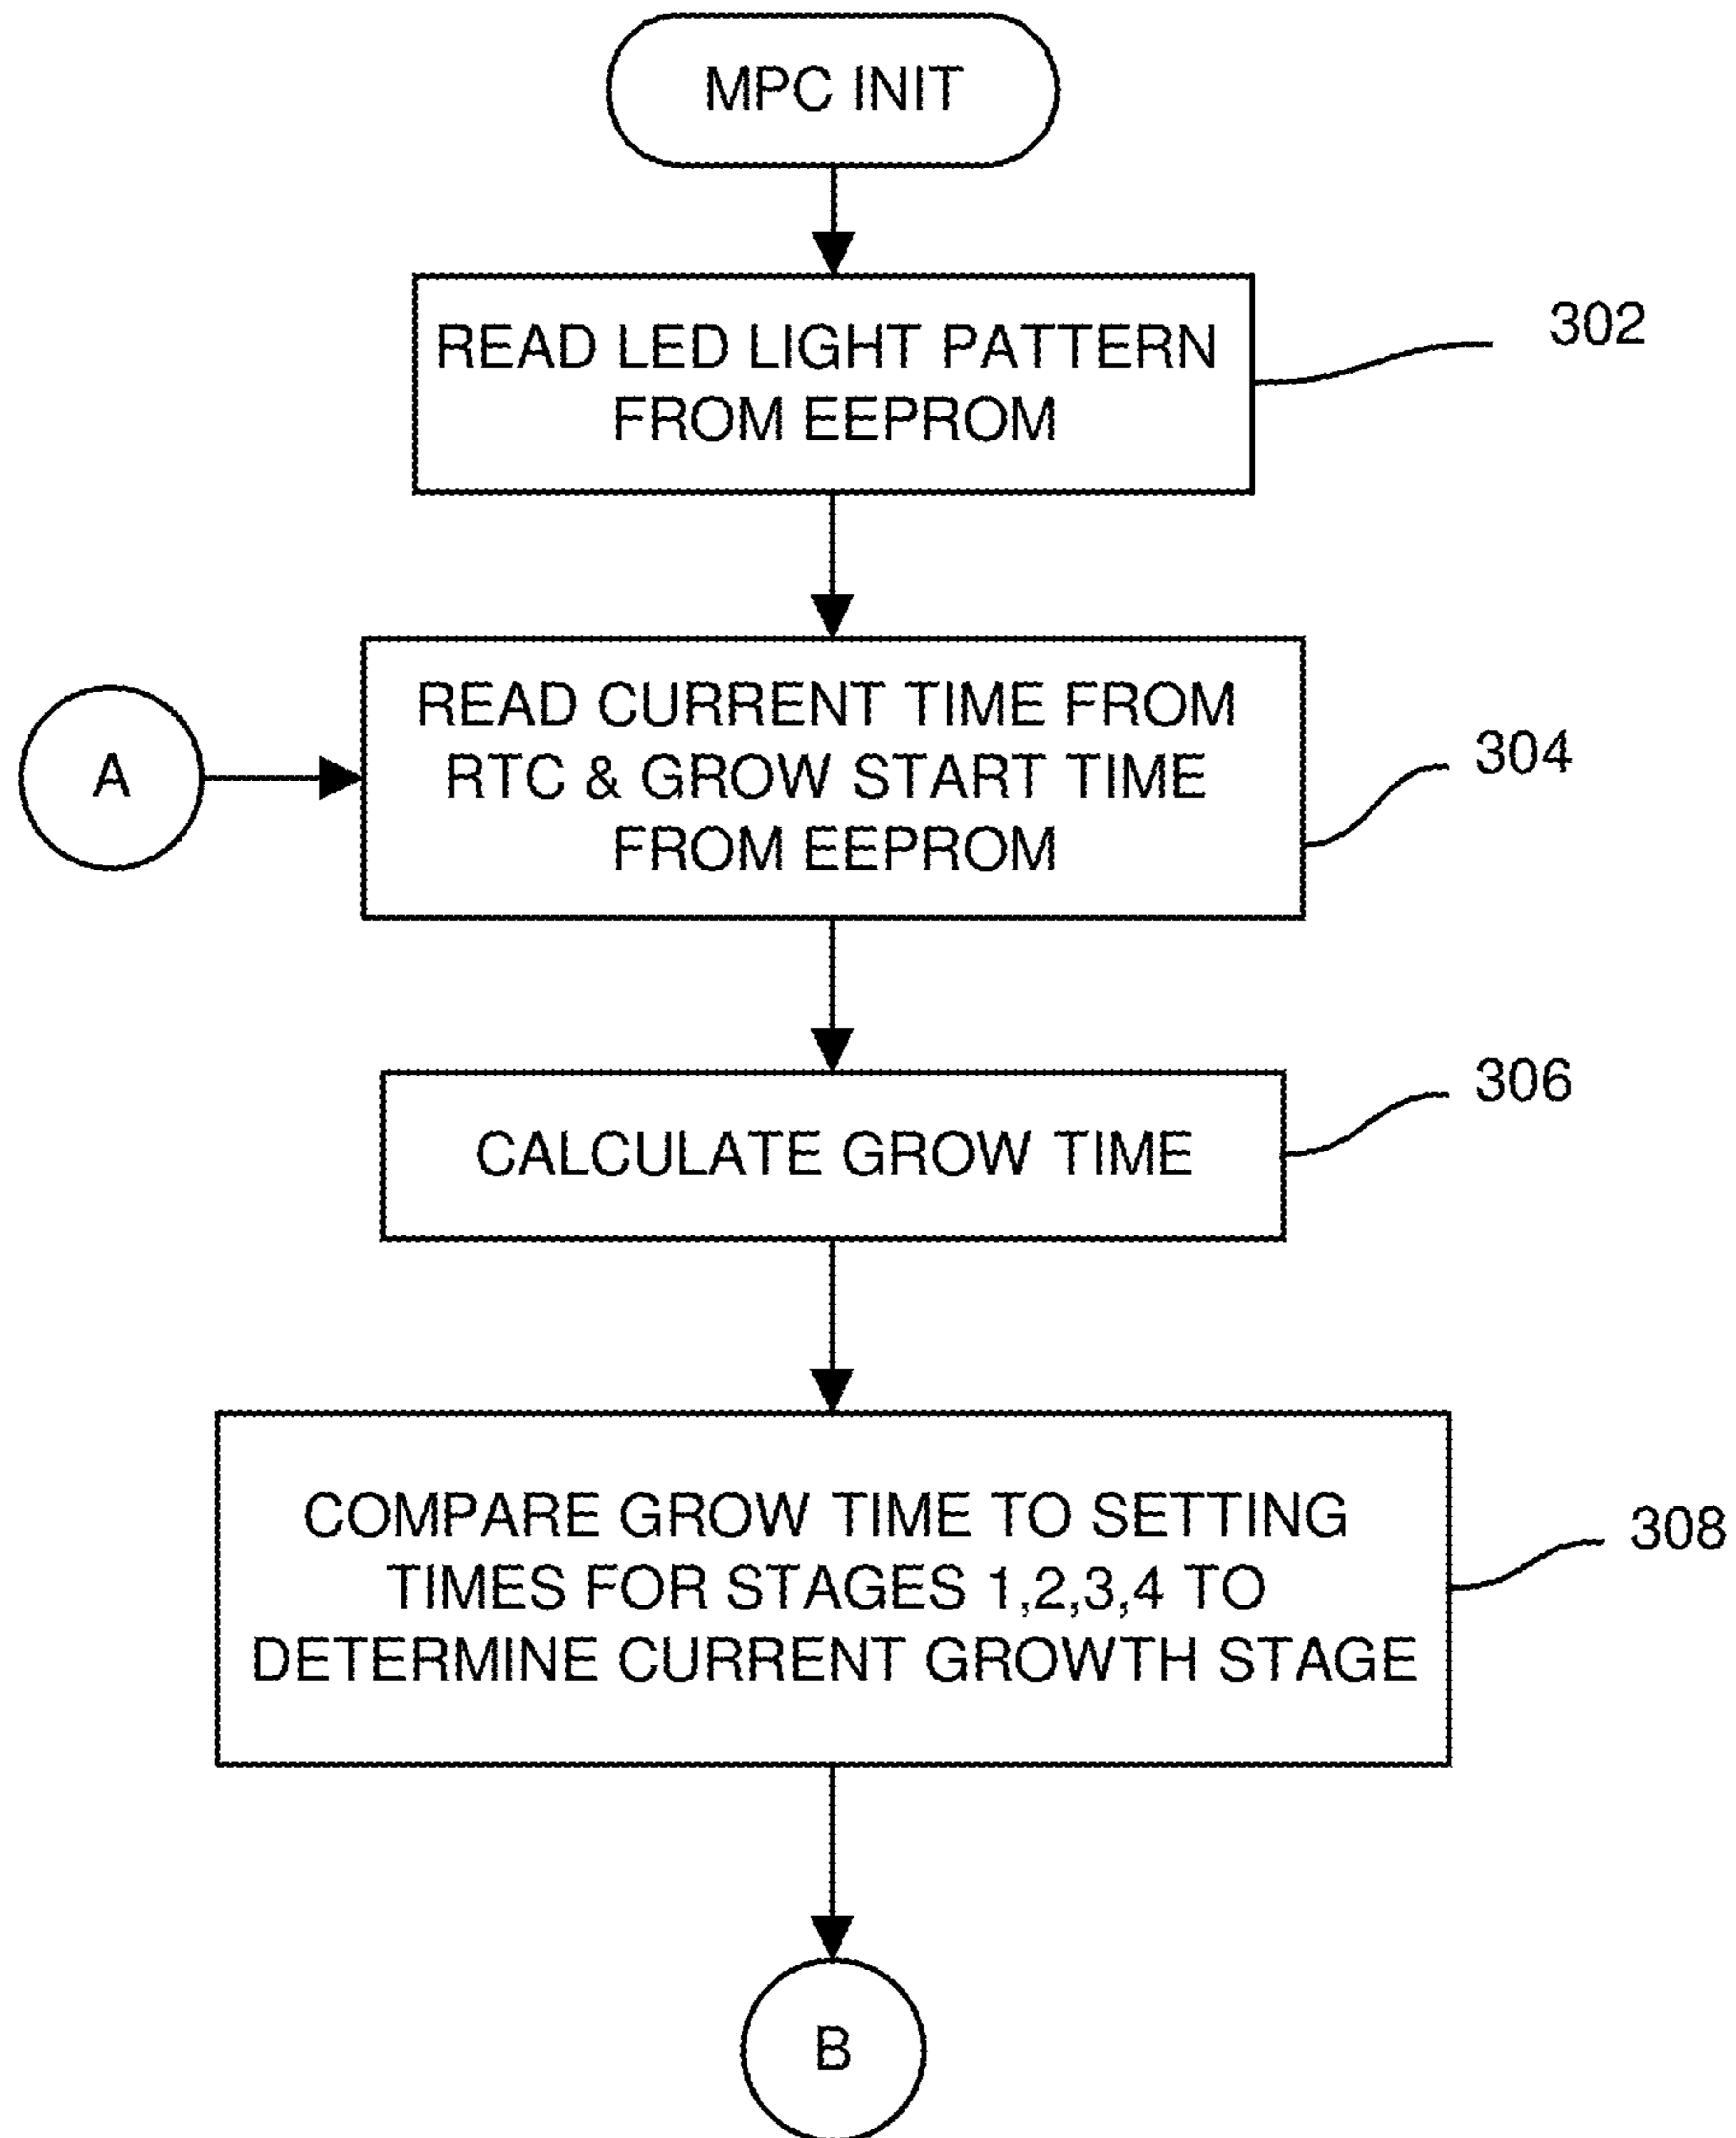 MPC INIT
READ LED LIGHT PATTERN
FROM EEPROM
302
A
READ CURRENT TIME FROM
RTC & GROW START TIME
FROM EEPROM
304
CALCULATE GROW TIME
306
COMPARE GROW TIME TO SETTING
TIMES FOR STAGES 1,2,3,4 TO
DETERMINE CURRENT GROWTH STAGE
308
B